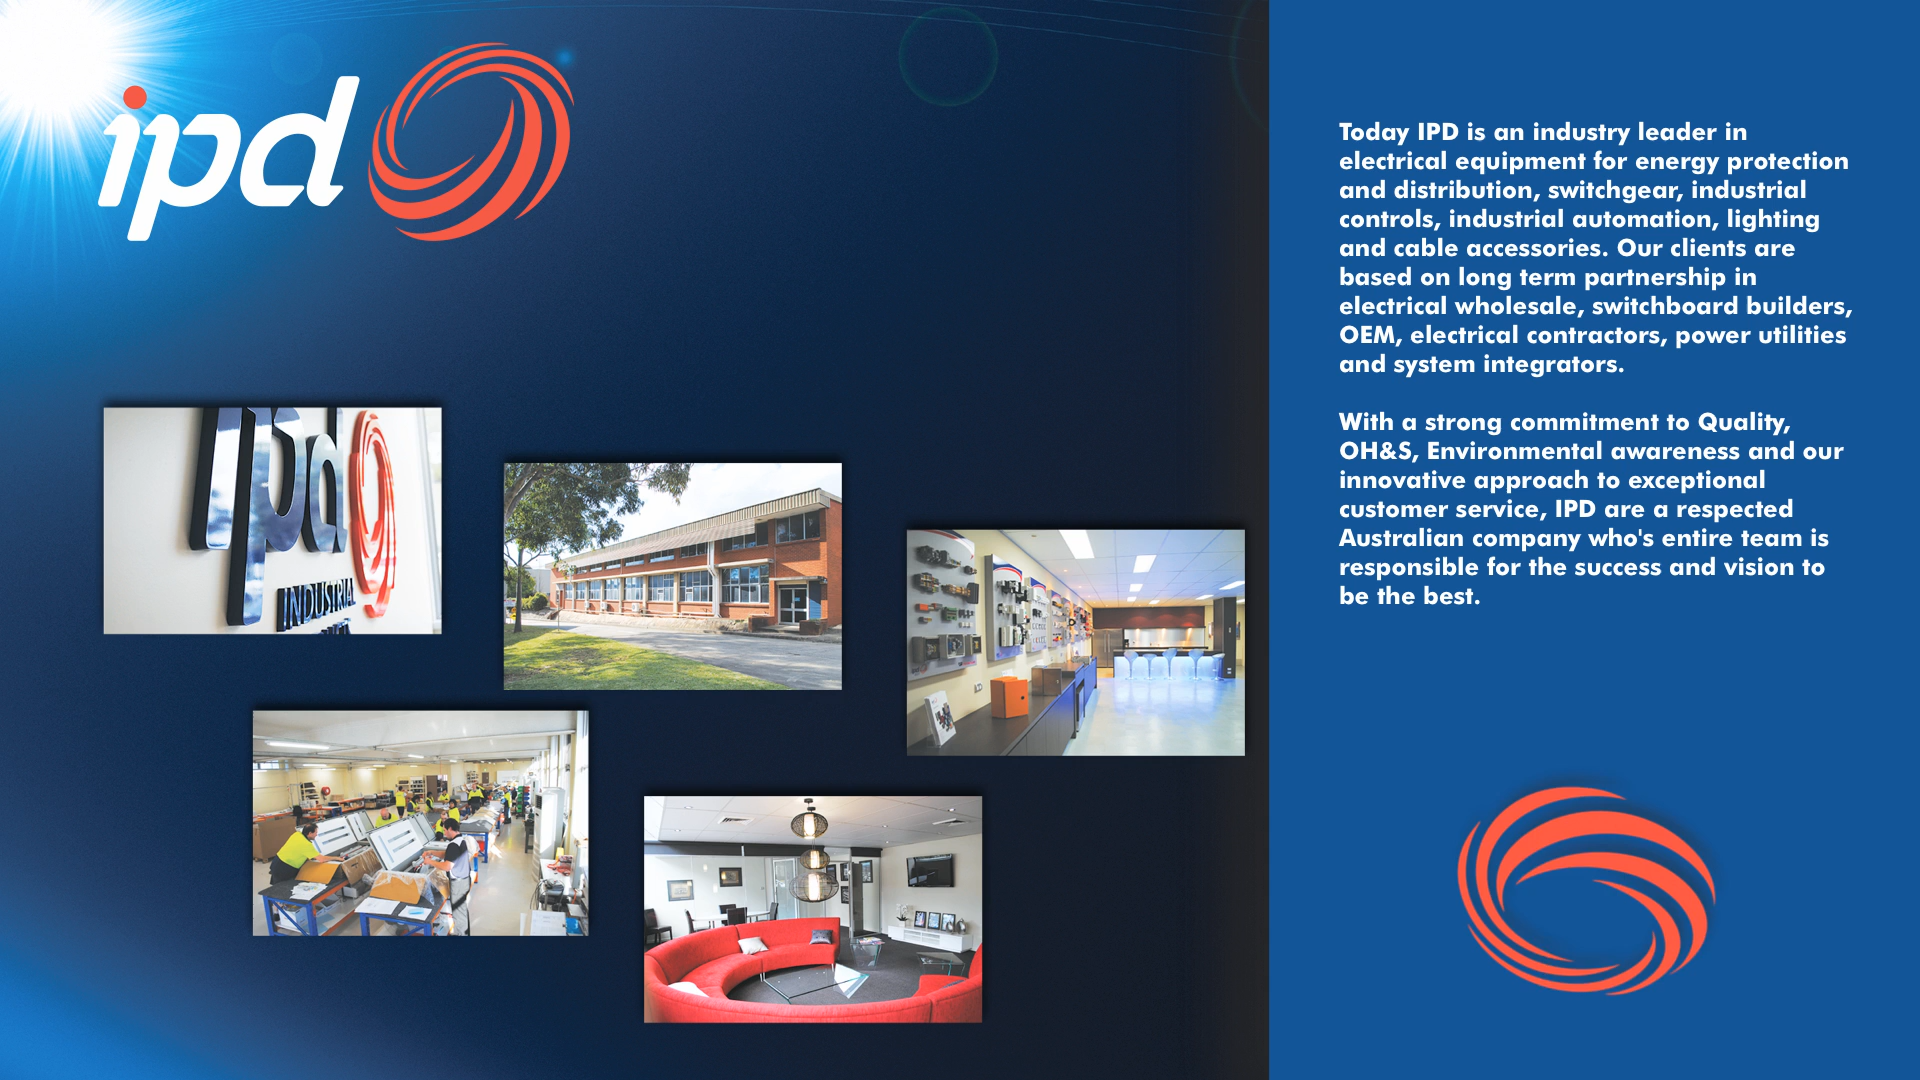 ipd
ipd
INDUSTRIAL
Today IPD is an industry leader in
electrical equipment for energy protection
and distribution, switchgear, industrial
controls, industrial automation, lighting
and cable accessories. Our clients are
based on long term partnership in
electrical wholesale, switchboard builders,
OEM, electrical contractors, power utilities
and system integrators.
With a strong commitment to Quality,
OH&S, Environmental awareness and our
innovative approach to exceptional
customer service, IPD are a respected
Australian company who's entire team is
responsible for the success and vision to
be the best.